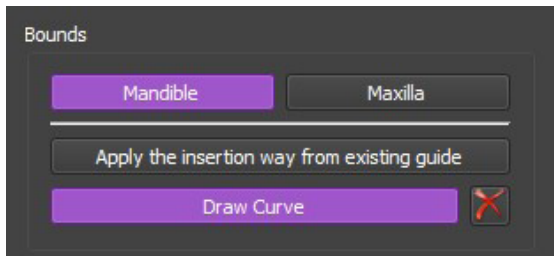 Bounds
Mandible Maxilla
Apply the insertion way from existing guide
Draw Curve